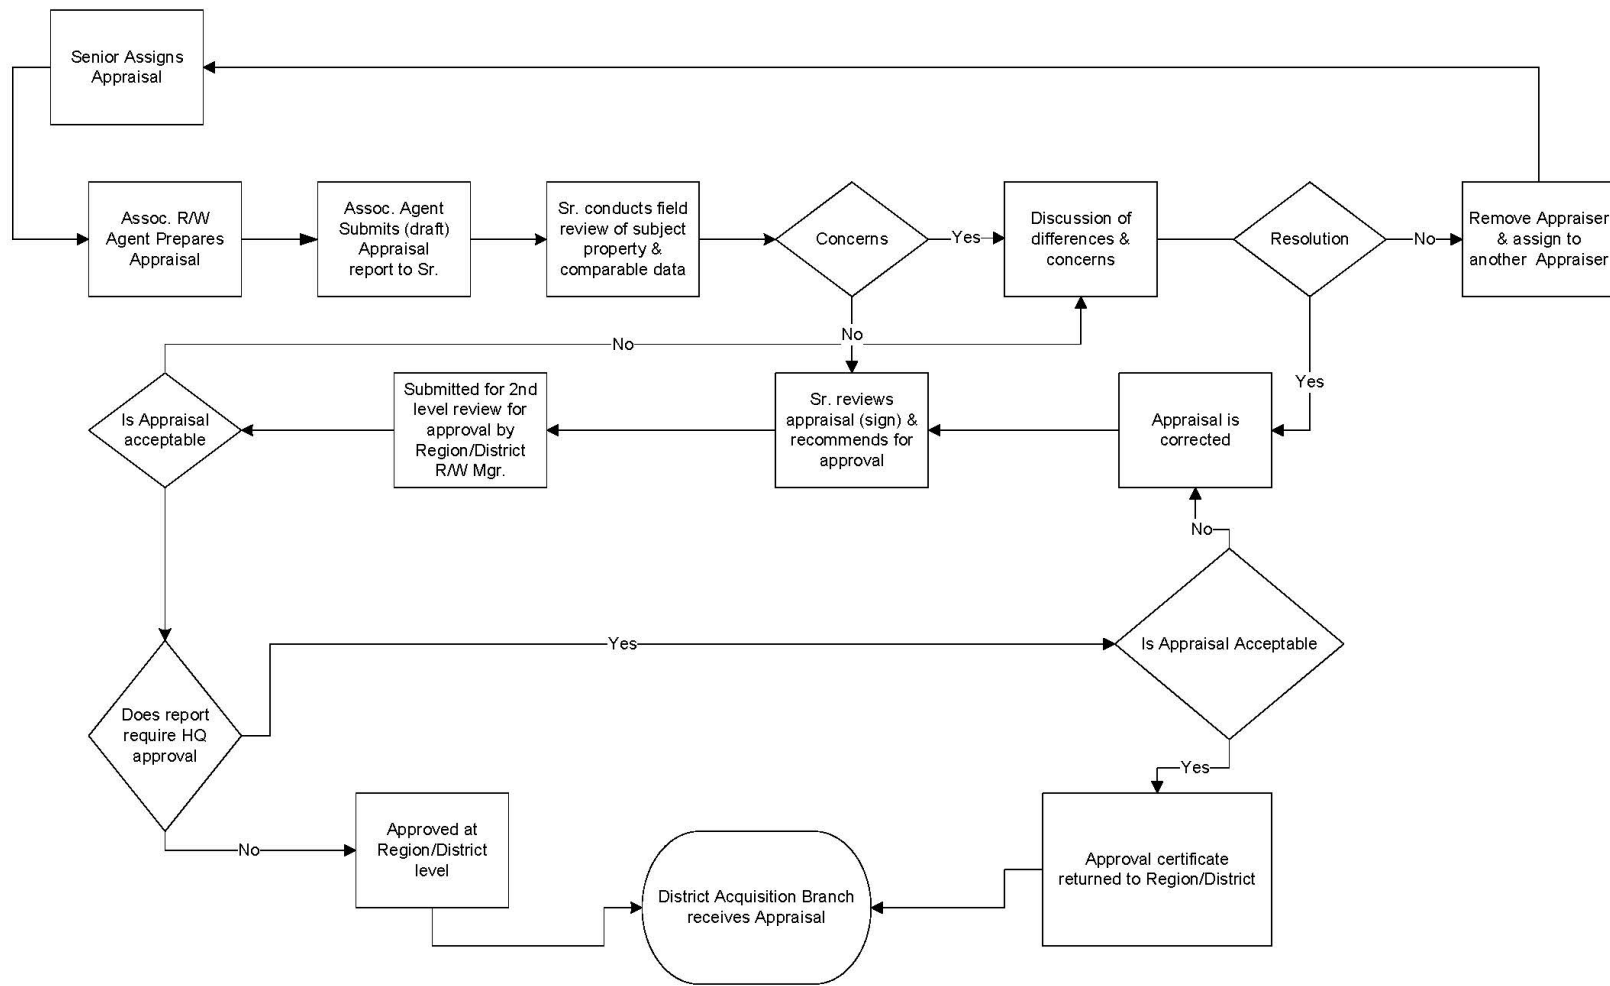 Senior Assigns
Appraisal
Assoc. R/W
Agent Prepares
Appraisal
Assoc. Agent
Submits (draft)
Appraisal
report to Sr.
Sr. conducts field
review of subject
property &
comparable data
Concerns
Yes
Discussion of
differences &
concerns
Resolution
No
Remove Appraiser
& assign to
another Appraiser
No
No
Yes
Is Appraisal
acceptable
Submitted for 2nd
level review for
approval by
Region/District
R/W Mgr.
Sr. reviews
appraisal (sign) &
recommends for
approval
Appraisal is
corrected
No
Yes
Is Appraisal Acceptable
Does report
require HQ
approval
Yes
No
Approved at
Region/District
level
District Acquisition Branch
receives Appraisal
Approval certificate
returned to Region/District